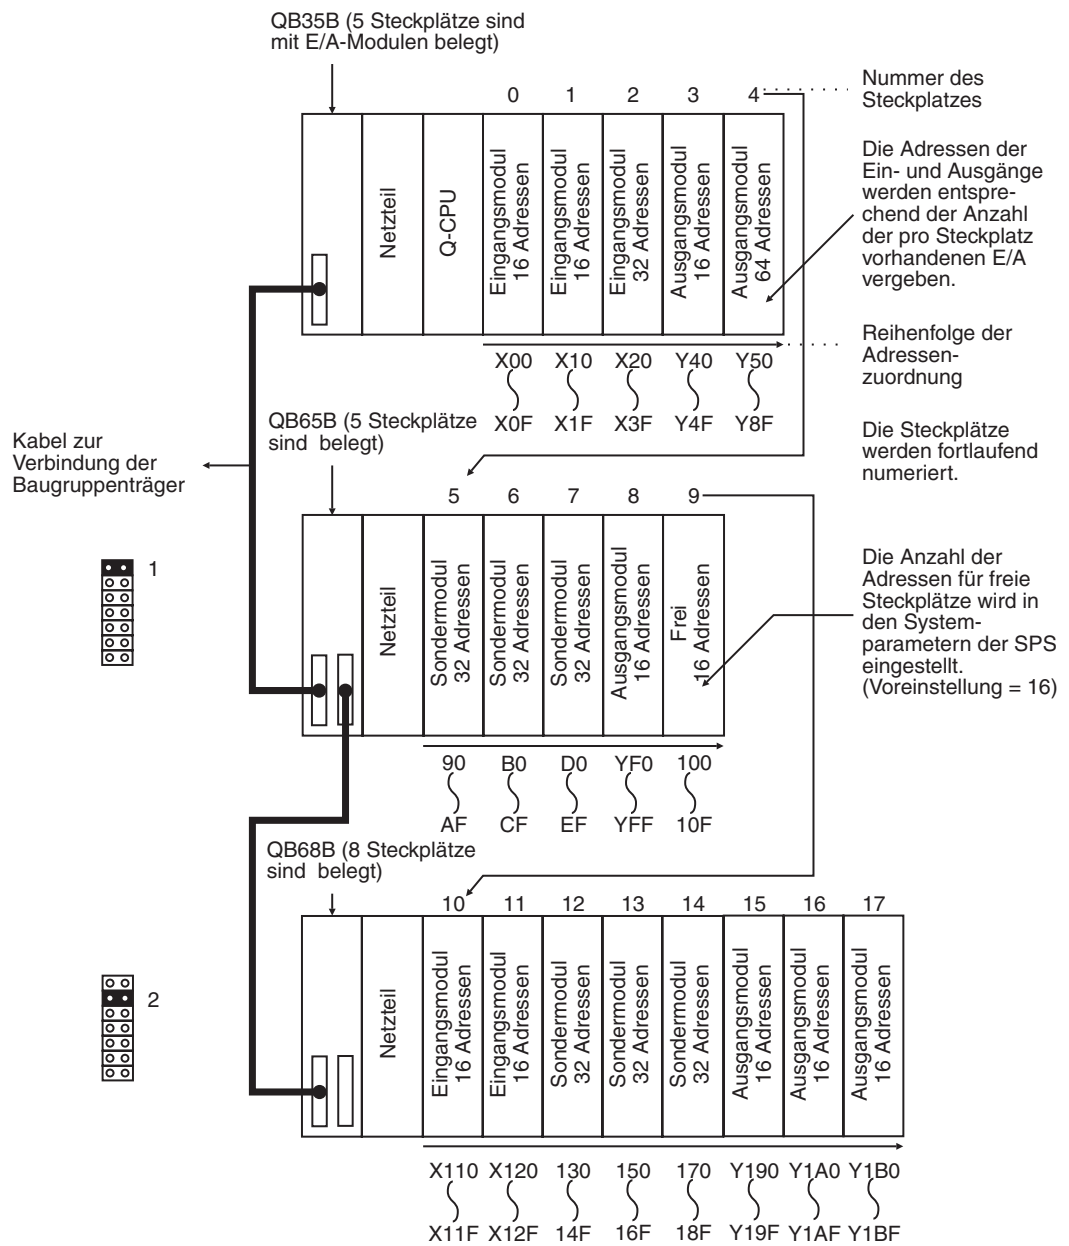 QB35B (5 Steckplätze sind
mit E/A-Modulen belegt)
0 1 2 3 4
Nummer des
Steckplatzes
Netzteil
Q-CPU
Eingangsmodul
16 Adressen
Eingangsmodul
16 Adressen
Eingangsmodul
32 Adressen
Ausgangsmodul
16 Adressen
Ausgangsmodul
64 Adressen
Die Adressen der
Ein- und Ausgänge
werden entspre-
chend der Anzahl
der pro Steckplatz
vorhandenen E/A
vergeben.
Reihenfolge der
Adressen-
zuordnung
X00 X10 X20 Y40 Y50
X0F X1F X3F Y4F Y8F
Die Steckplätze
werden fortlaufend
numeriert.
Kabel zur
Verbindung der
Baugruppenträger
QB65B (5 Steckplätze
sind belegt)
5 6 7 8 9
1
Netzteil
Sondermodul
32 Adressen
Sondermodul
32 Adressen
Sondermodul
32 Adressen
Ausgangsmodul
16 Adressen
Frei
16 Adressen
Die Anzahl der
Adressen für freie
Steckplätze wird in
den System-
parametern der SPS
eingestellt.
(Voreinstellung = 16)
90 B0 D0 YF0 100
AF CF EF YFF 10F
QB68B (8 Steckplätze
sind belegt)
10 11 12 13 14 15 16 17
2
Netzteil
Eingangsmodul
16 Adressen
Eingangsmodul
16 Adressen
Sondermodul
32 Adressen
Sondermodul
32 Adressen
Sondermodul
32 Adressen
Ausgangsmodul
16 Adressen
Ausgangsmodul
16 Adressen
Ausgangsmodul
16 Adressen
X110 X120 130 150 170 Y190 Y1A0 Y1B0
X11F X12F 14F 16F 18F Y19F Y1AF Y1BF